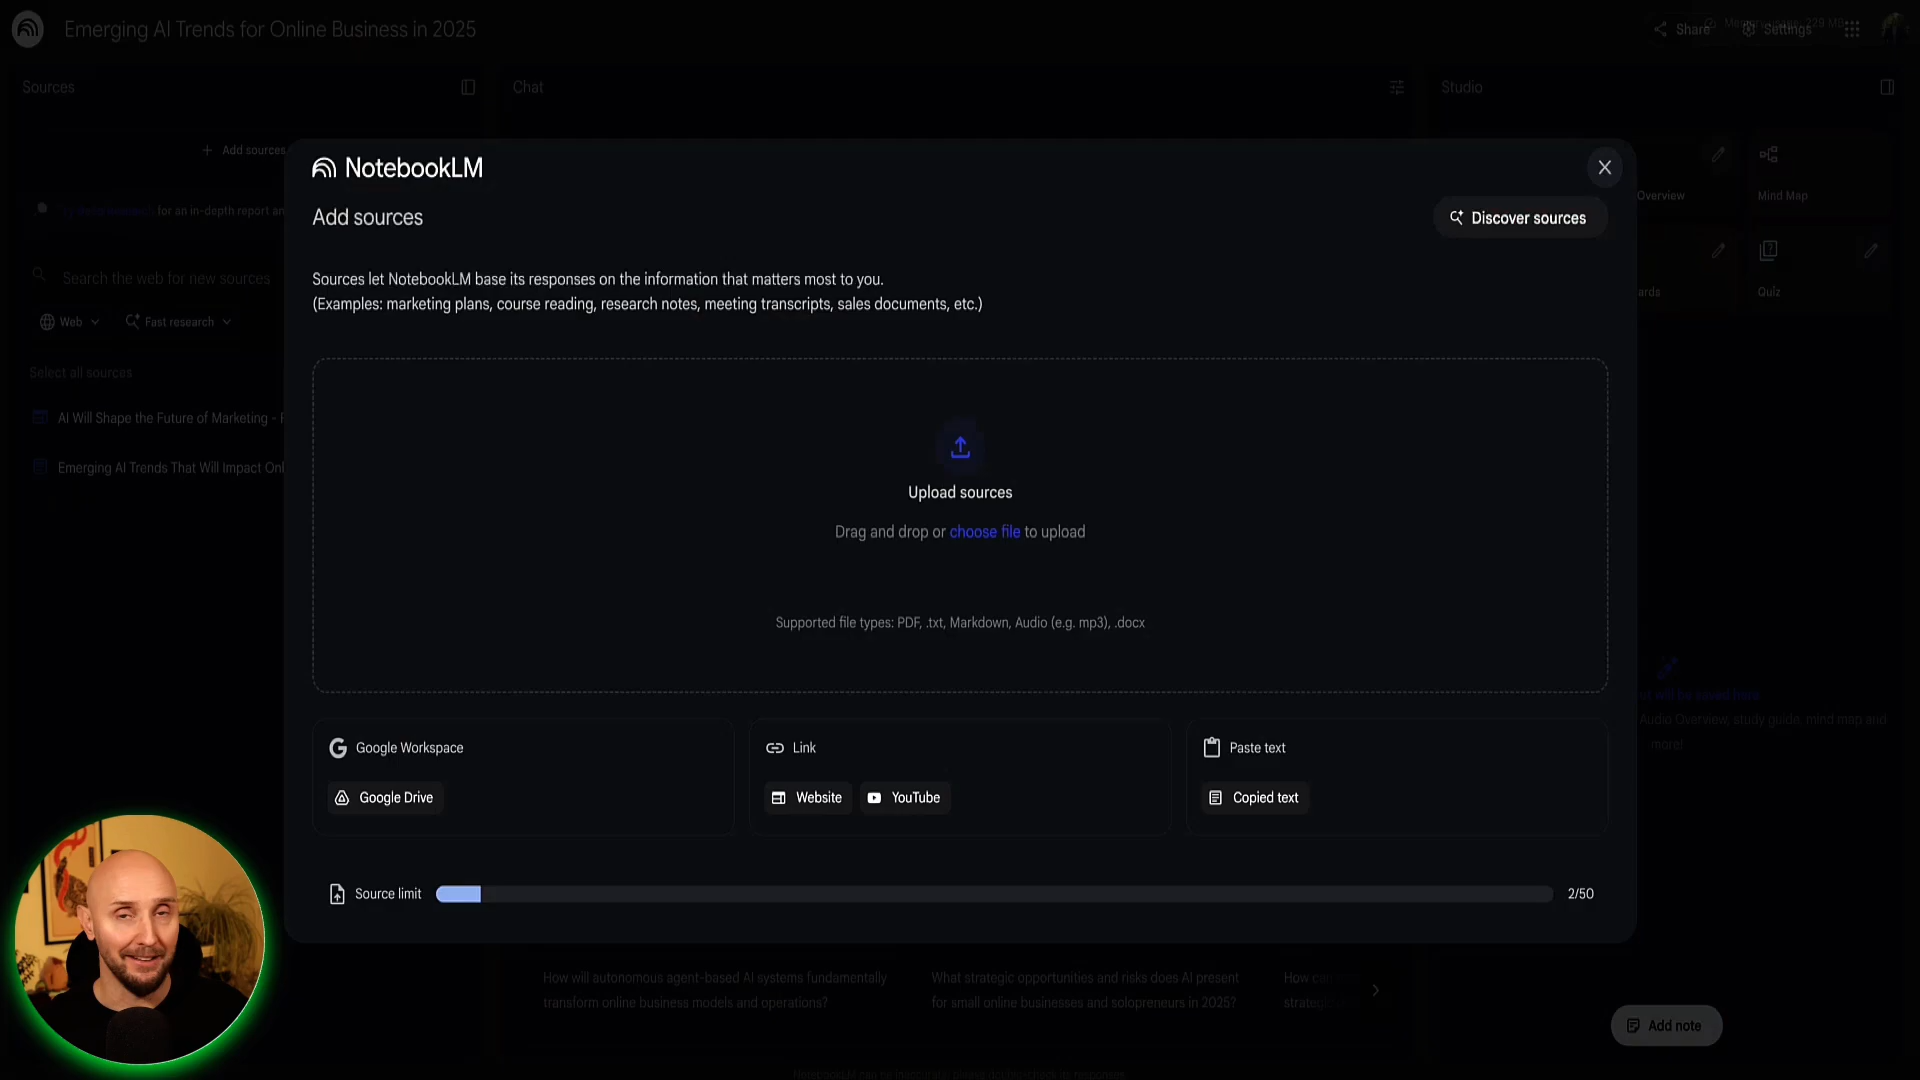 Emerging AI Trends for Online Business in 2025
Share
Settings
Sources
Chat
Studio
+ Add sources
NotebookLM
Add sources
Discover sources
Overview
Mind Map
for an in-depth report an
Search the web for new sources
Web
Fast research
Sources let NotebookLM base its responses on the information that matters most to you.
(Examples: marketing plans, course reading, research notes, meeting transcripts, sales documents, etc.)
ards
Quiz
Select all sources
AI Will Shape the Future of Marketing -
Emerging AI Trends That Will Impact Onl
Upload sources
Drag and drop or choose file to upload
Supported file types: PDF, .txt, Markdown, Audio (e.g. mp3), .docx
Audio Overview, study guide, mind map and
more!
Google Workspace
Google Drive
Link
Website
YouTube
Paste text
Copied text
Source limit
2/50
How will autonomous agent-based AI systems fundamentally
transform online business models and operations?
What strategic opportunities and risks does AI present
for small online businesses and solopreneurs in 2025?
How
Add note